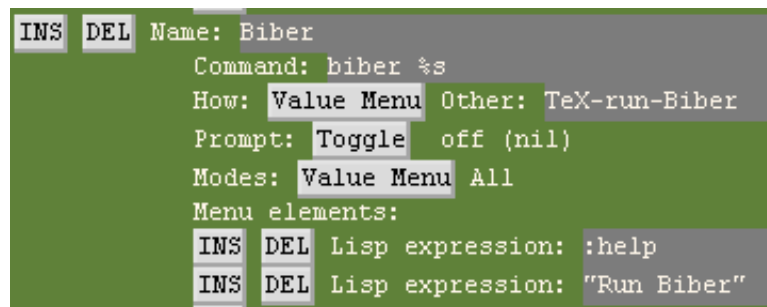 INS DEL Name: Biber
Command: biber %s
How: Value Menu Other: TeX-run-Biber
Prompt: Toggle off (nil)
Modes: Value Menu All
Menu elements:
INS DEL Lisp expression: :help
INS DEL Lisp expression: "Run Biber"